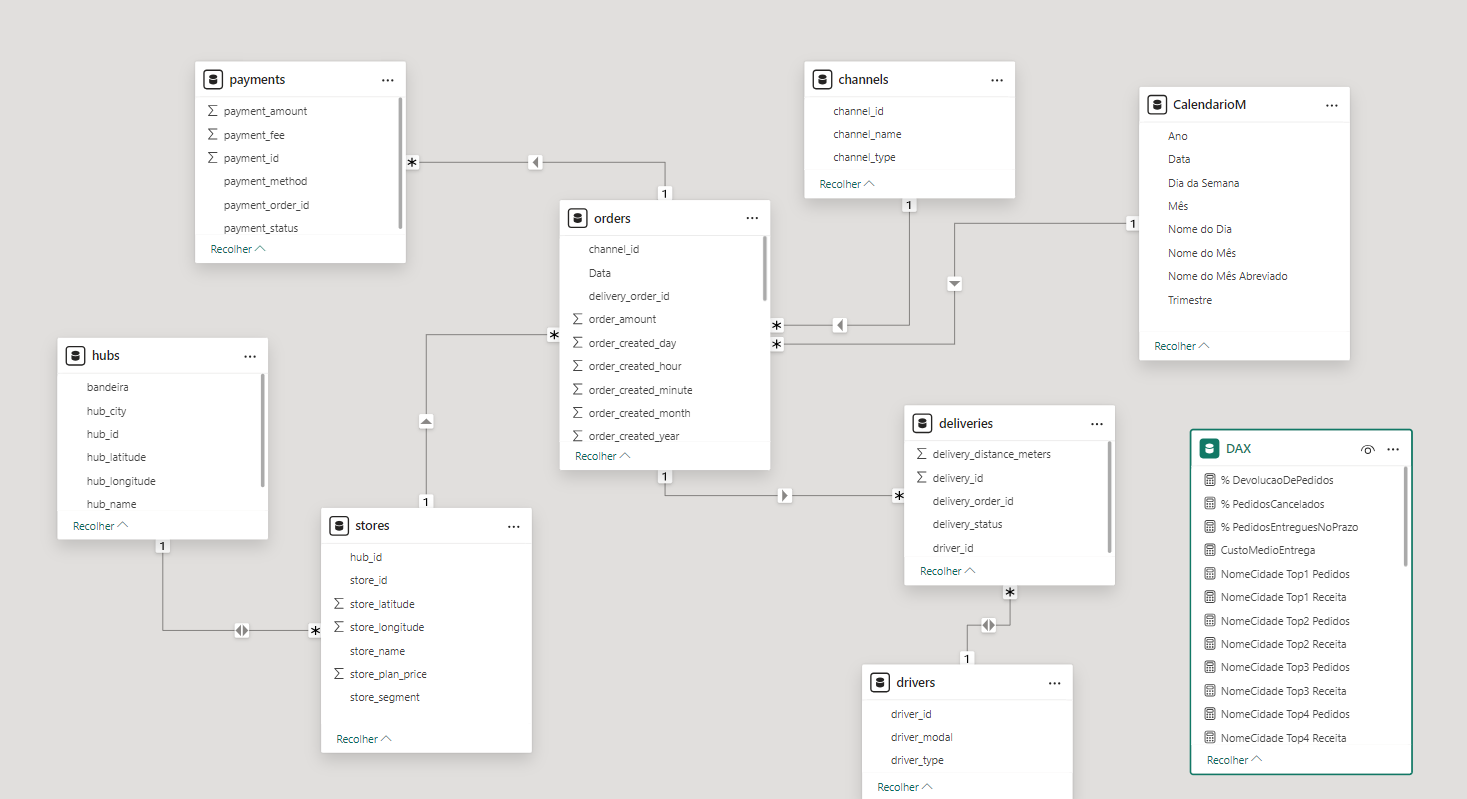 payments
payment_amount
payment_fee
payment_id
payment_method
payment_order_id
payment_status
Recolher
channels
channel_id
channel_name
channel_type
Recolher
CalendarioM
Ano
Data
Dia da Semana
Mês
Nome do Dia
Nome do Mês
Nome do Mês Abreviado
Trimestre
Recolher
orders
channel_id
Data
delivery_order_id
order_amount
order_created_day
order_created_hour
order_created_minute
order_created_month
order_created_year
Recolher
hubs
bandeira
hub_city
hub_id
hub_latitude
hub_longitude
hub_name
Recolher
stores
hub_id
store_id
store_latitude
store_longitude
store_name
store_plan_price
store_segment
Recolher
deliveries
delivery_distance_meters
delivery_id
delivery_order_id
delivery_status
driver_id
Recolher
drivers
driver_id
driver_modal
driver_type
Recolher
DAX
% DevolucaoDePedidos
% PedidosCancelados
% PedidosEntreguesNoPrazo
CustoMedioEntrega
NomeCidade Top1 Pedidos
NomeCidade Top1 Receita
NomeCidade Top2 Pedidos
NomeCidade Top2 Receita
NomeCidade Top3 Pedidos
NomeCidade Top3 Receita
NomeCidade Top4 Pedidos
NomeCidade Top4 Receita
Recolher
*
1
1
1
*
*
*
1
1
*
1
*
*
1